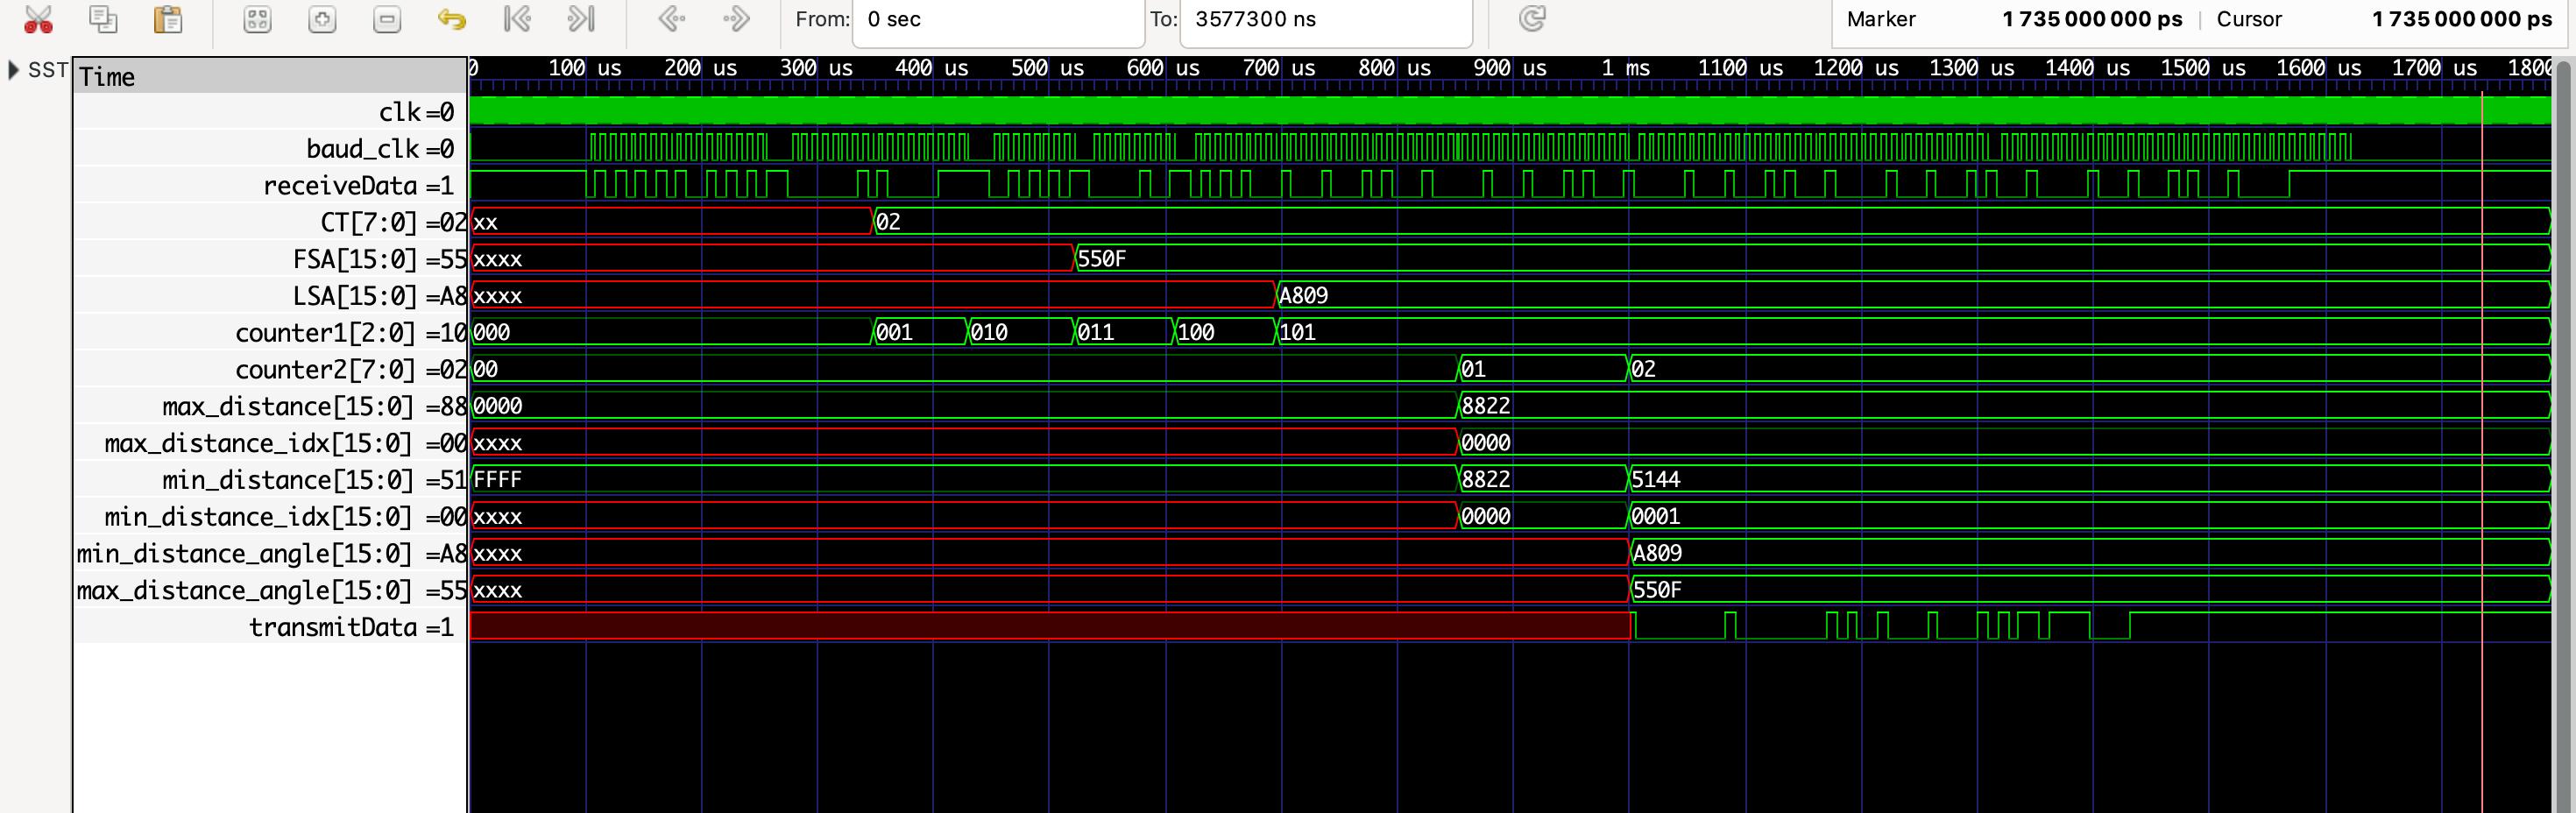 From: 0 sec To: 3577300 ns Marker 1 735 000 000 ps | Cursor 1 735 000 000 ps
SST
Time
0 100 us 200 us 300 us 400 us 500 us 600 us 700 us 800 us 900 us 1 ms 1100 us 1200 us 1300 us 1400 us 1500 us 1600 us 1700 us 1800
clk =0
baud_clk =0
receiveData =1
CT[7:0] =02 xx 02
FSA[15:0] =55 xxxx 550F
LSA[15:0] =A8 xxxx A809
counter1[2:0] =10 000 001 010 011 100 101
counter2[7:0] =02 00 01 02
max_distance[15:0] =88 0000 8822
max_distance_idx[15:0] =00 xxxx 0000
min_distance[15:0] =51 FFFF 8822 5144
min_distance_idx[15:0] =00 xxxx 0000 0001
min_distance_angle[15:0] =A8 xxxx A809
max_distance_angle[15:0] =55 xxxx 550F
transmitData =1